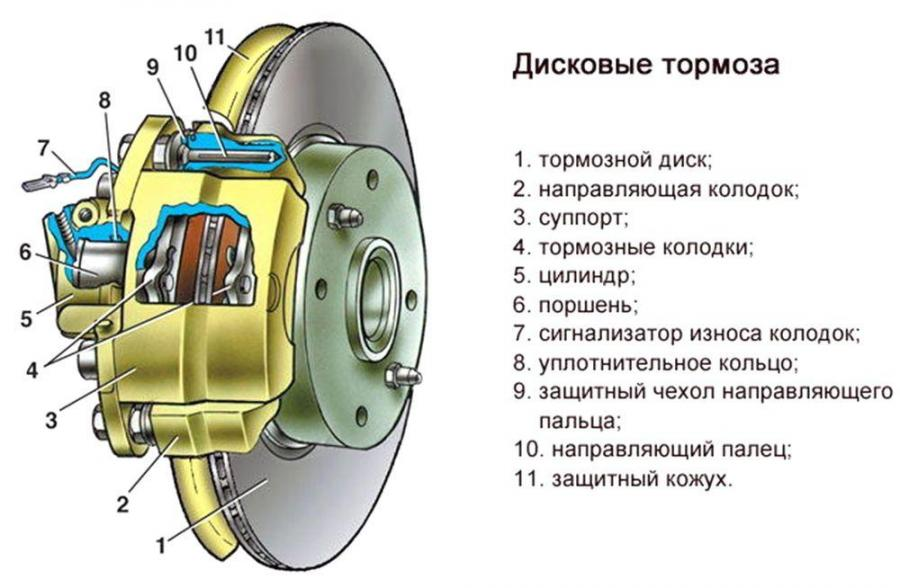 11
10
9
8
7
6
5
4
3
2
1
Дисковые тормоза
1. тормозной диск;
2. направляющая колодок;
3. суппорт;
4. тормозные колодки;
5. цилиндр;
6. поршень;
7. сигнализатор износа колодок;
8. уплотнительное кольцо;
9. защитный чехол направляющего
пальца;
10. направляющий палец;
11. защитный кожух.